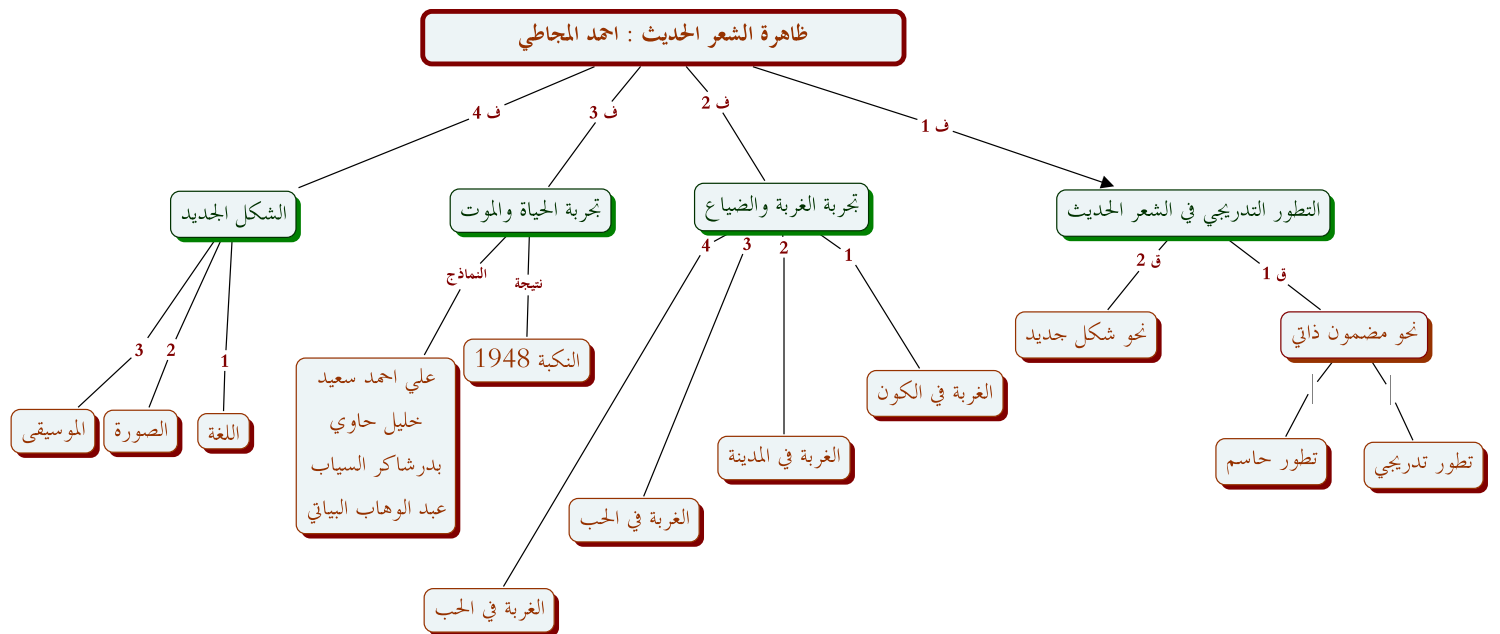 ظاهرة الشعر الحديث : احمد المجاطي
ف 1
ف 2
ف 3
ف 4
التطور التدريجي في الشعر الحديث
تجربة الغربة والضياع
تجربة الحياة والموت
الشكل الجديد
ق 1
ق 2
نحو مضمون ذاتي
نحو شكل جديد
تطور تدريجي
تطور حاسم
1
2
3
4
الغربة في الكون
الغربة في المدينة
الغربة في الحب
الغربة في الحب
نتيجة
النماذج
النكبة 1948
علي احمد سعيد
خليل حاوي
بدرشاكر السياب
عبد الوهاب البياتي
1
2
3
اللغة
الصورة
الموسيقى